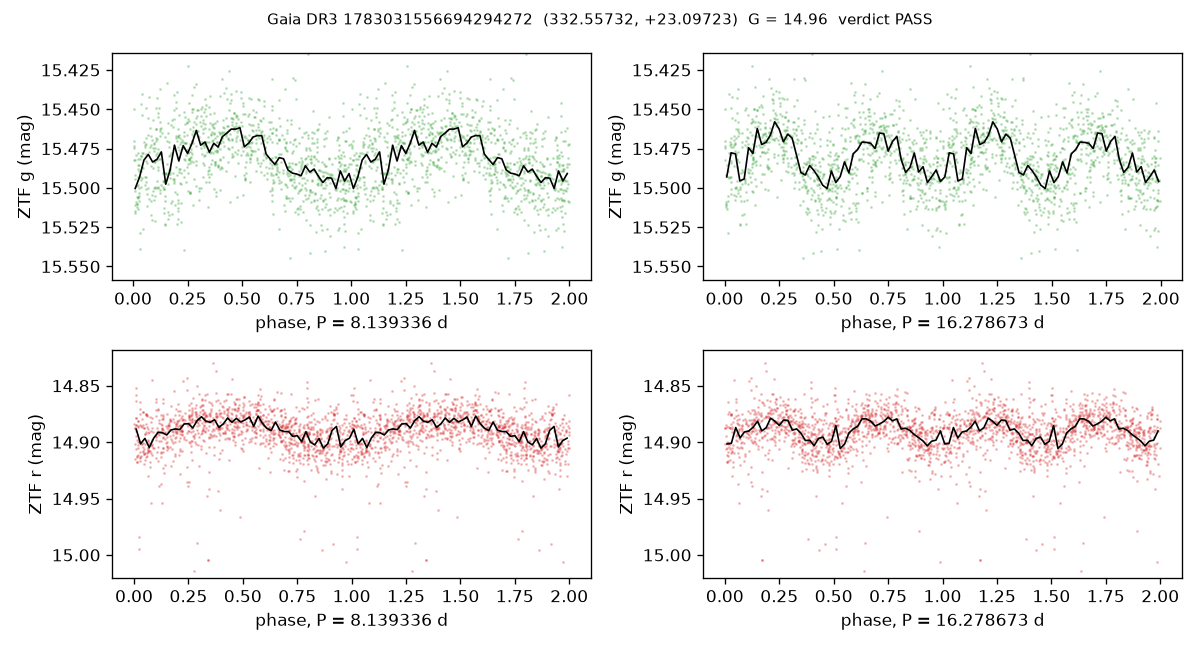 Gaia DR3 1783031556694294272  (332.55732, +23.09723)  G = 14.96  verdict PASS
ZTF g (mag)
15.425
15.450
15.475
15.500
15.525
15.550
0.00 0.25 0.50 0.75 1.00 1.25 1.50 1.75 2.00
phase, P = 8.139336 d
ZTF g (mag)
15.425
15.450
15.475
15.500
15.525
15.550
0.00 0.25 0.50 0.75 1.00 1.25 1.50 1.75 2.00
phase, P = 16.278673 d
ZTF r (mag)
14.85
14.90
14.95
15.00
0.00 0.25 0.50 0.75 1.00 1.25 1.50 1.75 2.00
phase, P = 8.139336 d
ZTF r (mag)
14.85
14.90
14.95
15.00
0.00 0.25 0.50 0.75 1.00 1.25 1.50 1.75 2.00
phase, P = 16.278673 d